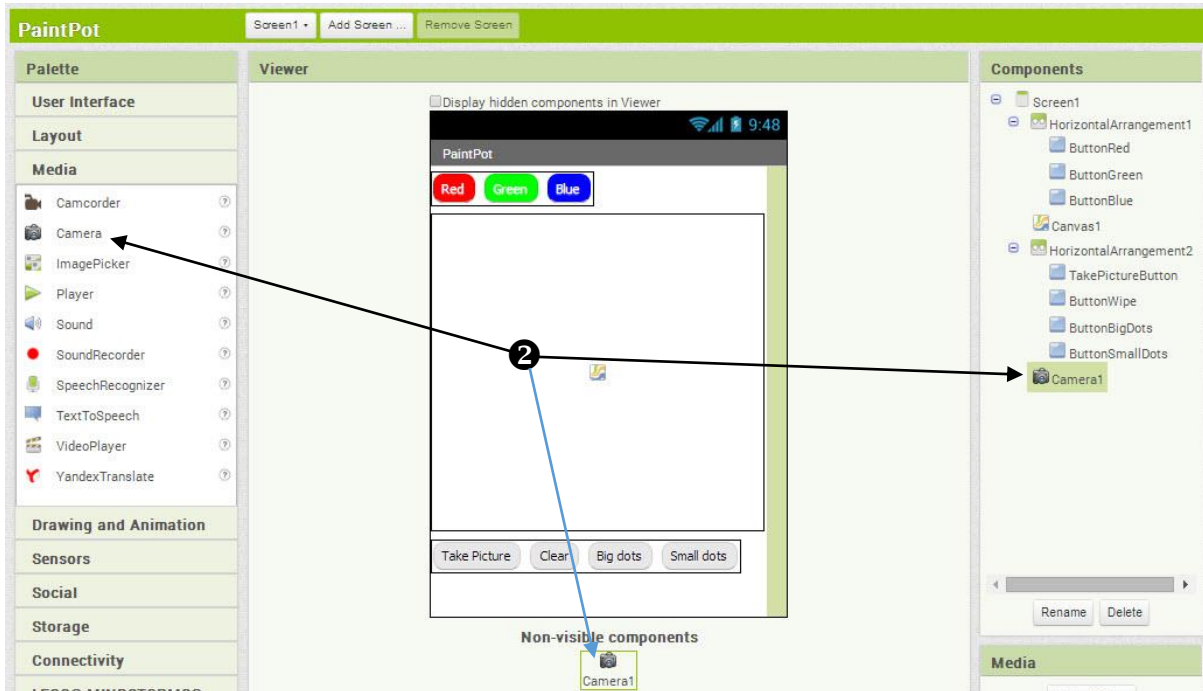 PaintPot
Screen1
Add Screen ...
Remove Screen
Palette
User Interface
Layout
Media
Camcorder
?
Camera
?
ImagePicker
?
Player
?
Sound
?
SoundRecorder
?
SpeechRecognizer
?
TextToSpeech
?
VideoPlayer
?
YandexTranslate
?
Drawing and Animation
Sensors
Social
Storage
Connectivity
Viewer
Display hidden components in Viewer
9:48
PaintPot
Red Green Blue
2
Take Picture Clear Big dots Small dots
Non-visible components
Camera1
Components
Screen1
HorizontalArrangement1
ButtonRed
ButtonGreen
ButtonBlue
Canvas1
HorizontalArrangement2
TakePictureButton
ButtonWipe
ButtonBigDots
ButtonSmallDots
Camera1
Rename Delete
Media